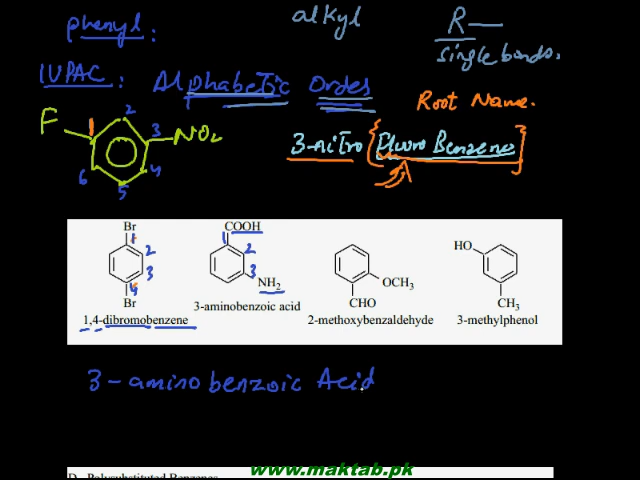 phenyl :
alkyl
R—
single bonds.
IUPAC : Alphabetic Order
Root Name.
F
1
2
3
4
5
6
NO2
3-nitro {Fluoro Benzene}
Br
1
2
3
4
Br
1,4-dibromobenzene
COOH
1
2
3
NH2
3-aminobenzoic acid
OCH3
CHO
2-methoxybenzaldehyde
HO
CH3
3-methylphenol
3-amino benzoic Acid
www.maktab.pk
D. Polysubstituted Benzenes